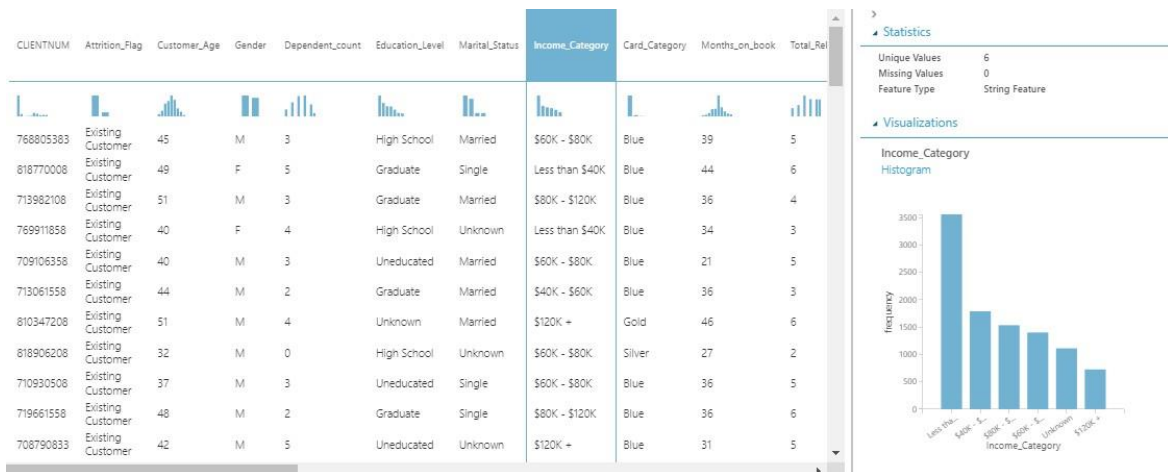 CLIENTNUM Attrition_Flag Customer_Age Gender Dependent_count Education_Level Marital_Status Income_Category Card_Category Months_on_book Total_Rel
768805383 Existing Customer 45 M 3 High School Married $60K - $80K Blue 39 5
818770008 Existing Customer 49 F 5 Graduate Single Less than $40K Blue 44 6
713982108 Existing Customer 51 M 3 Graduate Married $80K - $120K Blue 36 4
769911858 Existing Customer 40 F 4 High School Unknown Less than $40K Blue 34 3
709106358 Existing Customer 40 M 3 Uneducated Married $60K - $80K Blue 21 5
713061558 Existing Customer 44 M 2 Graduate Married $40K - $60K Blue 36 3
810347208 Existing Customer 51 M 4 Unknown Married $120K + Gold 46 6
818906208 Existing Customer 32 M 0 High School Unknown $60K - $80K Silver 27 2
710930508 Existing Customer 37 M 3 Uneducated Single $60K - $80K Blue 36 5
719661558 Existing Customer 48 M 2 Graduate Single $80K - $120K Blue 36 6
708790833 Existing Customer 42 M 5 Uneducated Unknown $120K + Blue 31 5
Statistics
Unique Values 6
Missing Values 0
Feature Type String Feature
Visualizations
Income_Category
Histogram
3500
3000
2500
2000
1500
1000
500
0
frequency
Less tha... $40K - $... $80K - $... $60K - $... Unknown $120K +
Income_Category